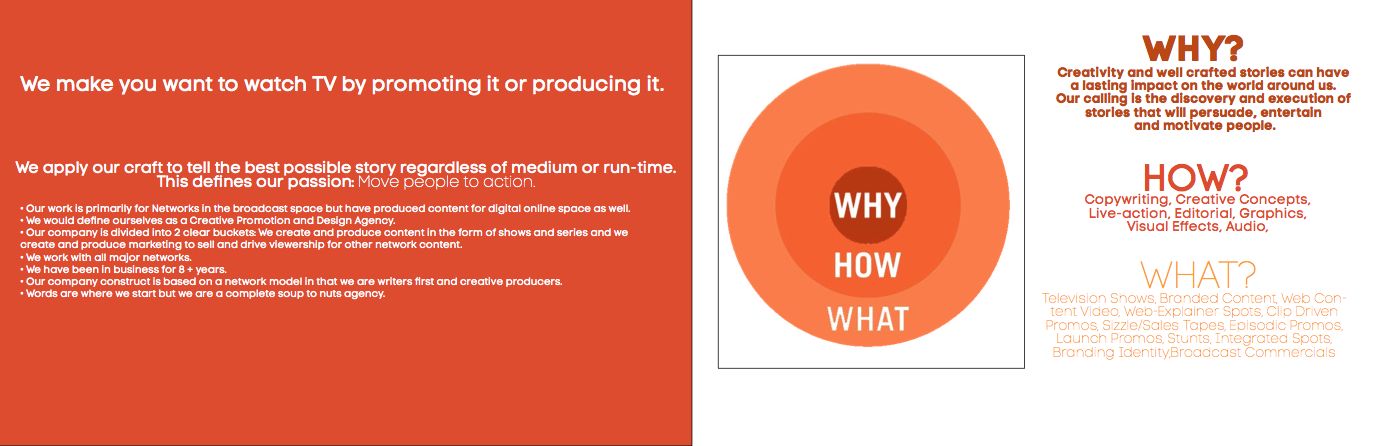 We make you want to watch TV by promoting it or producing it.
We apply our craft to tell the best possible story regardless of medium or run-time.
This defines our passion: Move people to action.
• Our work is primarily for Networks in the broadcast space but have produced content for digital online space as well.
• We would define ourselves as a Creative Promotion and Design Agency.
• Our company is divided into 2 clear buckets: We create and produce content in the form of shows and series and we
create and produce marketing to sell and drive viewership for other network content.
• We work with all major networks.
• We have been in business for 8 + years.
• Our company construct is based on a network model in that we are writers first and creative producers.
• Words are where we start but we are a complete soup to nuts agency.
WHY
HOW
WHAT
WHY?
Creativity and well crafted stories can have
a lasting impact on the world around us.
Our calling is the discovery and execution of
stories that will persuade, entertain
and motivate people.
HOW?
Copywriting, Creative Concepts,
Live-action, Editorial, Graphics,
Visual Effects, Audio,
WHAT?
Television Shows, Branded Content, Web Con-
tent Video, Web-Explainer Spots, Clip Driven
Promos, Sizzle/Sales Tapes, Episodic Promos,
Launch Promos, Stunts, Integrated Spots,
Branding Identity,Broadcast Commercials